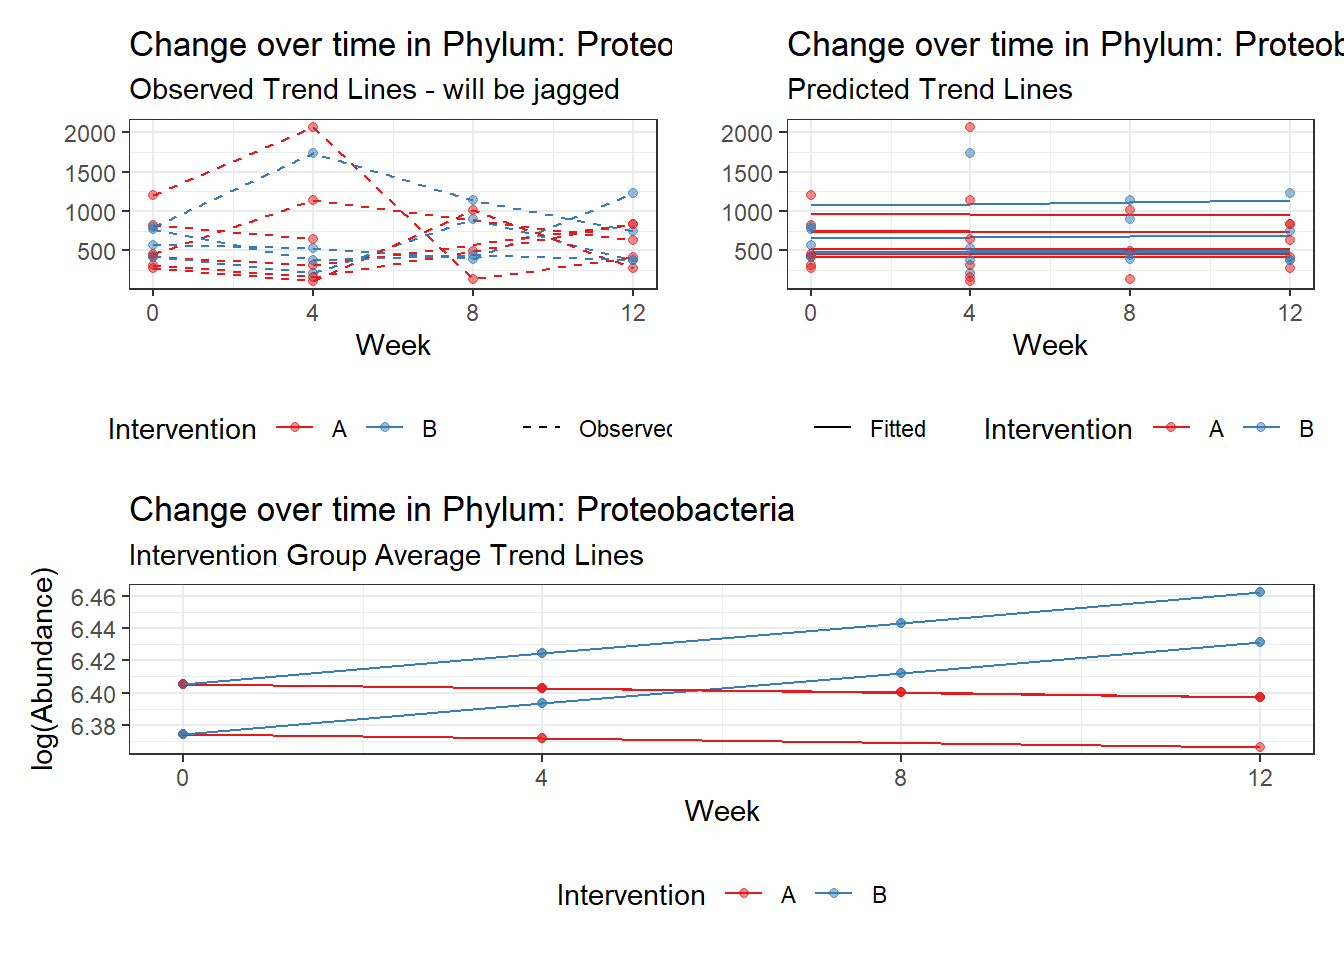 Change over time in Phylum: Proteo
Observed Trend Lines - will be jagged
2000
1500
1000
500
0 4 8 12
Week
Intervention A B Observed
Change over time in Phylum: Proteob
Predicted Trend Lines
2000
1500
1000
500
0 4 8 12
Week
Fitted Intervention A B
Change over time in Phylum: Proteobacteria
Intervention Group Average Trend Lines
log(Abundance)
6.46
6.44
6.42
6.40
6.38
0 4 8 12
Week
Intervention A B